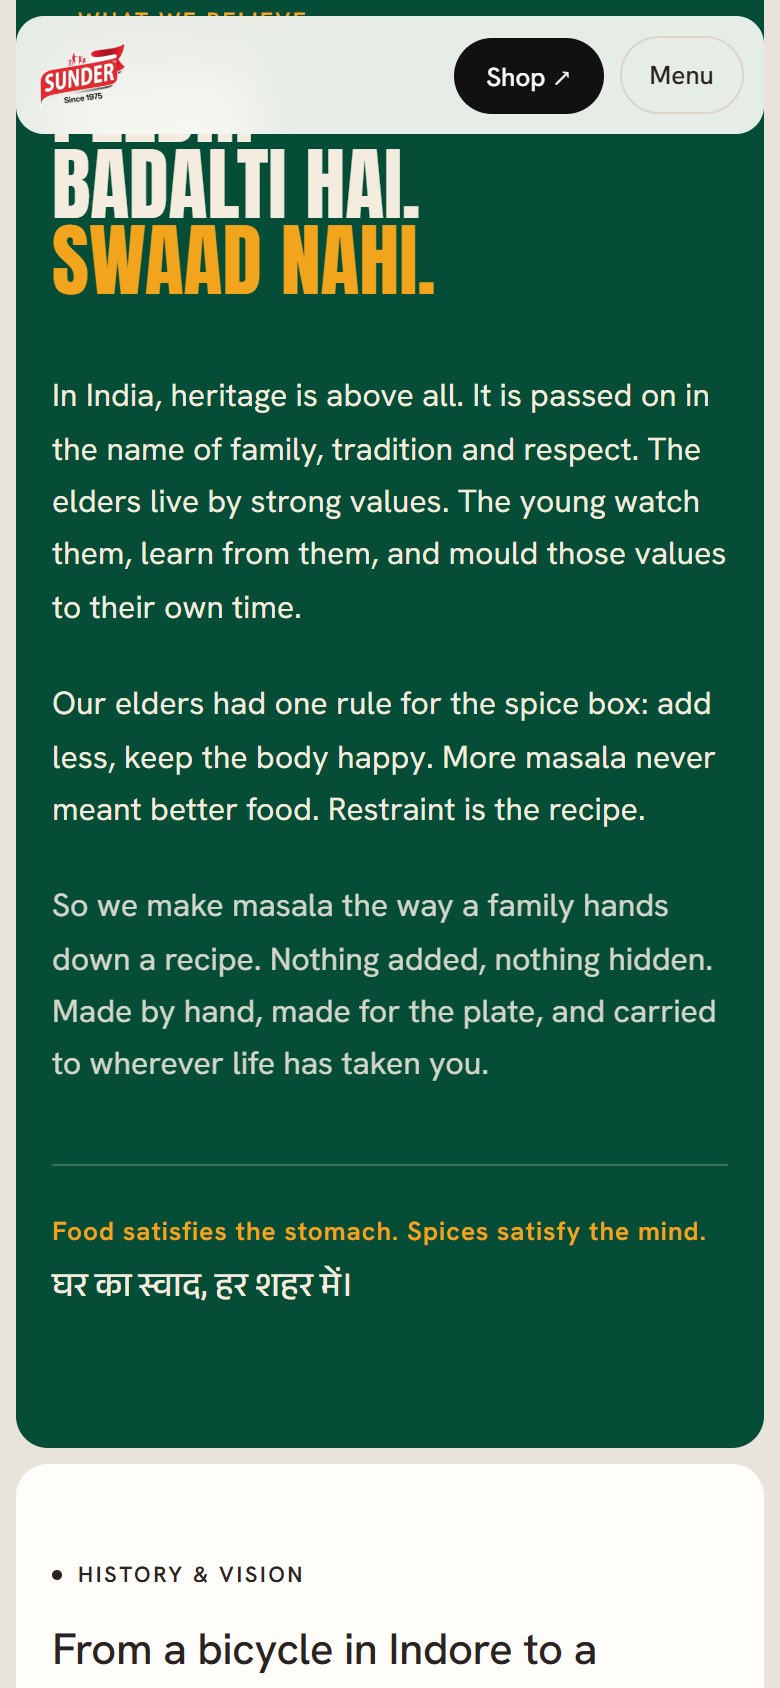 WHAT WE BELIEVE
SUNDER
Since 1975
Shop ↗
Menu
BADALTI HAI.
SWAAD NAHI.
In India, heritage is above all. It is passed on in
the name of family, tradition and respect. The
elders live by strong values. The young watch
them, learn from them, and mould those values
to their own time.
Our elders had one rule for the spice box: add
less, keep the body happy. More masala never
meant better food. Restraint is the recipe.
So we make masala the way a family hands
down a recipe. Nothing added, nothing hidden.
Made by hand, made for the plate, and carried
to wherever life has taken you.
Food satisfies the stomach. Spices satisfy the mind.
घर का स्वाद, हर शहर में।
HISTORY & VISION
From a bicycle in Indore to a